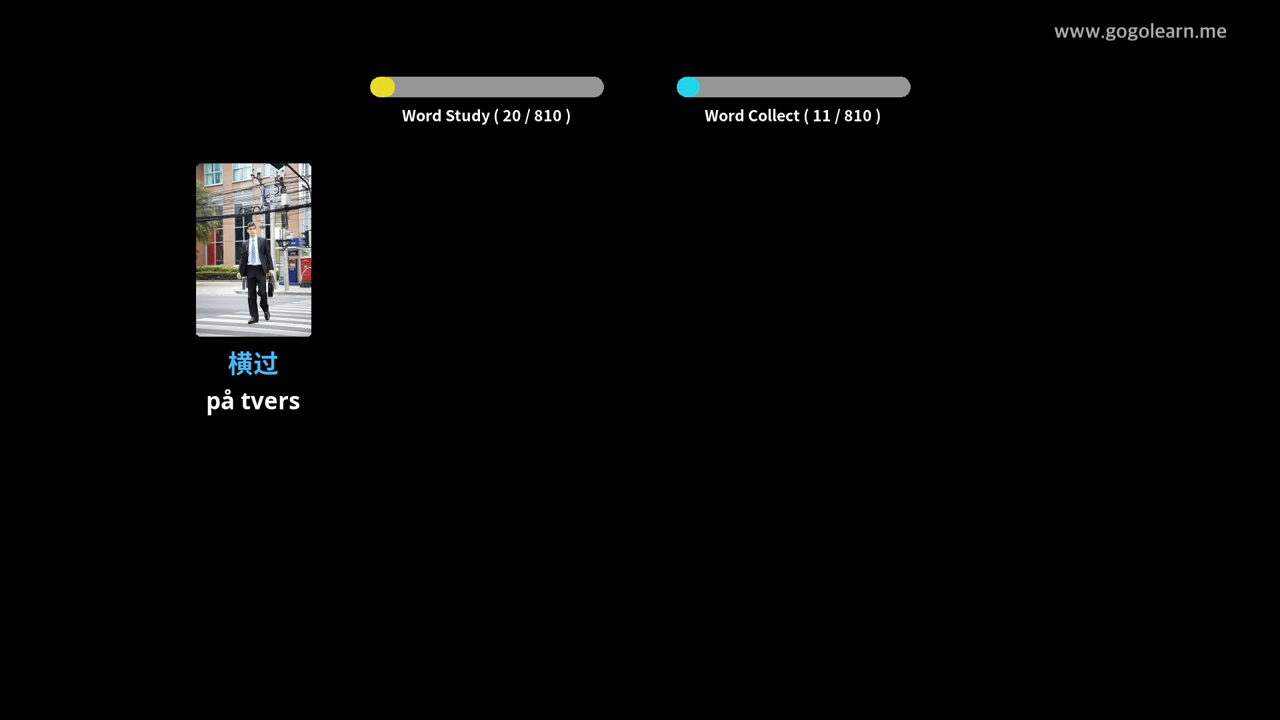 www.gogolearn.me
Word Study ( 20 / 810 )
Word Collect ( 11 / 810 )
横过
på tvers